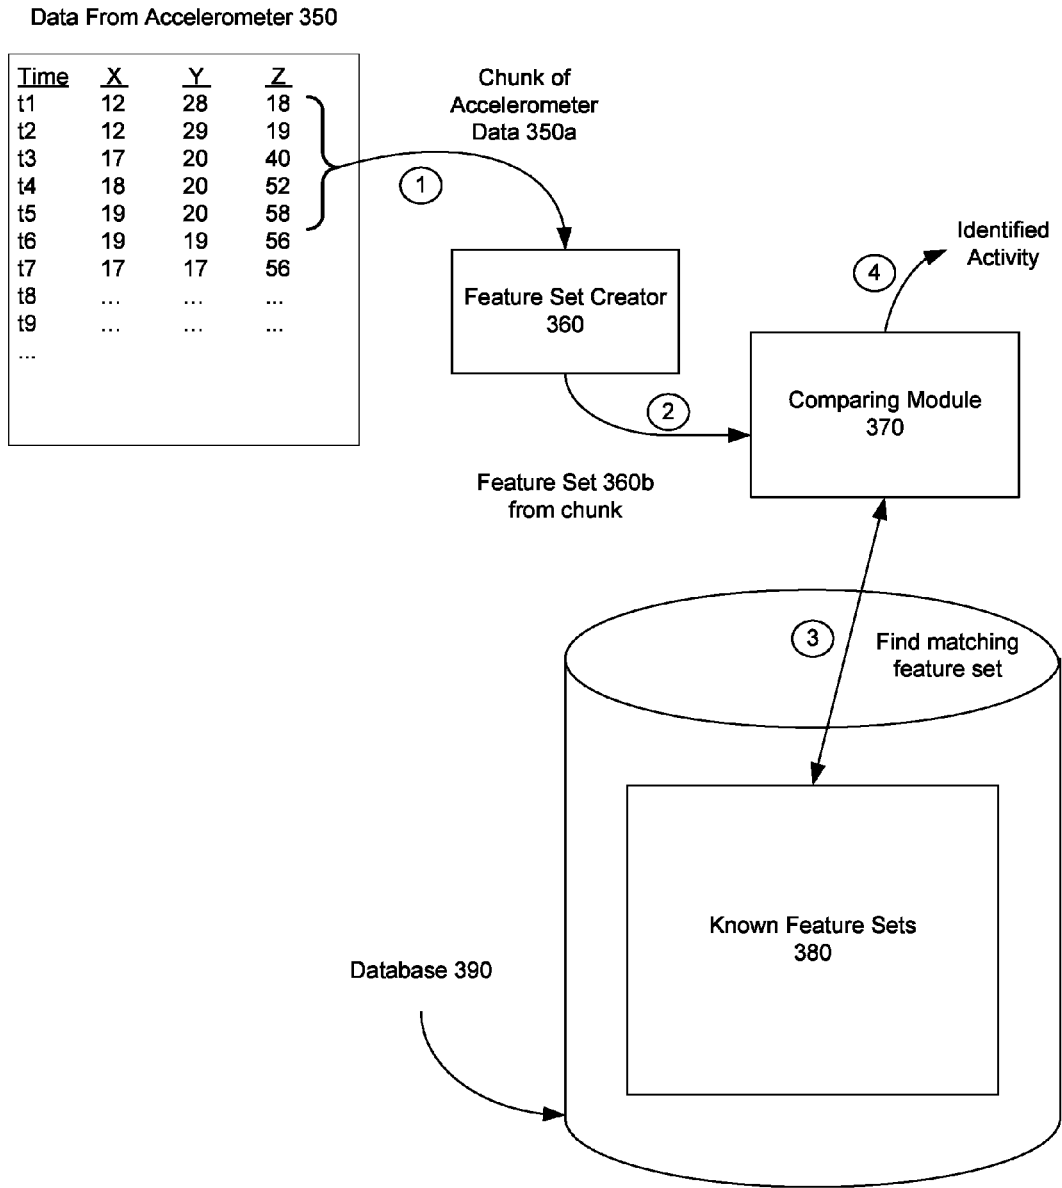 Data From Accelerometer 350
Time X Y Z
t1 12 28 18
t2 12 29 19
t3 17 20 40
t4 18 20 52
t5 19 20 58
t6 19 19 56
t7 17 17 56
t8 ... ... ...
t9 ... ... ...
...
Chunk of
Accelerometer
Data 350a
1
Feature Set Creator
360
2
Feature Set 360b
from chunk
Identified
Activity
4
Comparing Module
370
3
Find matching
feature set
Known Feature Sets
380
Database 390